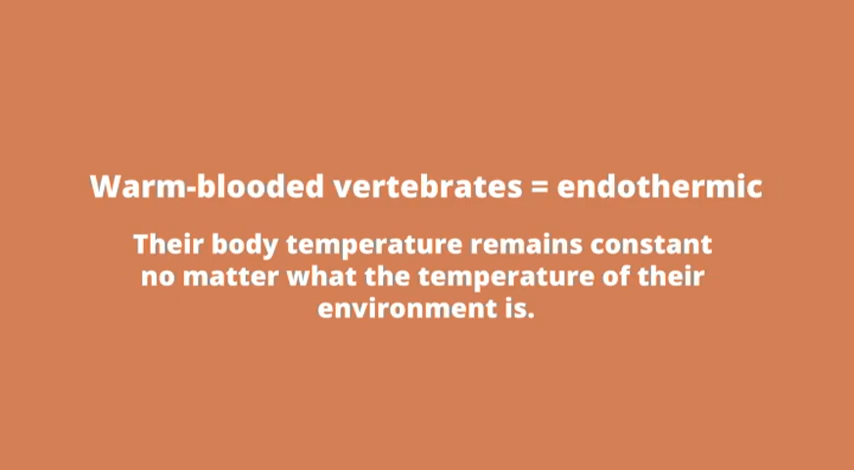 Warm-blooded vertebrates = endothermic
Their body temperature remains constant
no matter what the temperature of their
environment is.